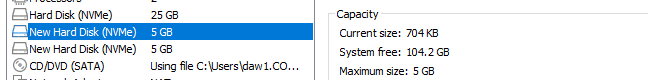 Processors 2
Hard Disk (NVMe) 25 GB
New Hard Disk (NVMe) 5 GB
New Hard Disk (NVMe) 5 GB
CD/DVD (SATA) Using file C:\Users\daw1.CO...
Capacity
Current size: 704 KB
System free: 104.2 GB
Maximum size: 5 GB